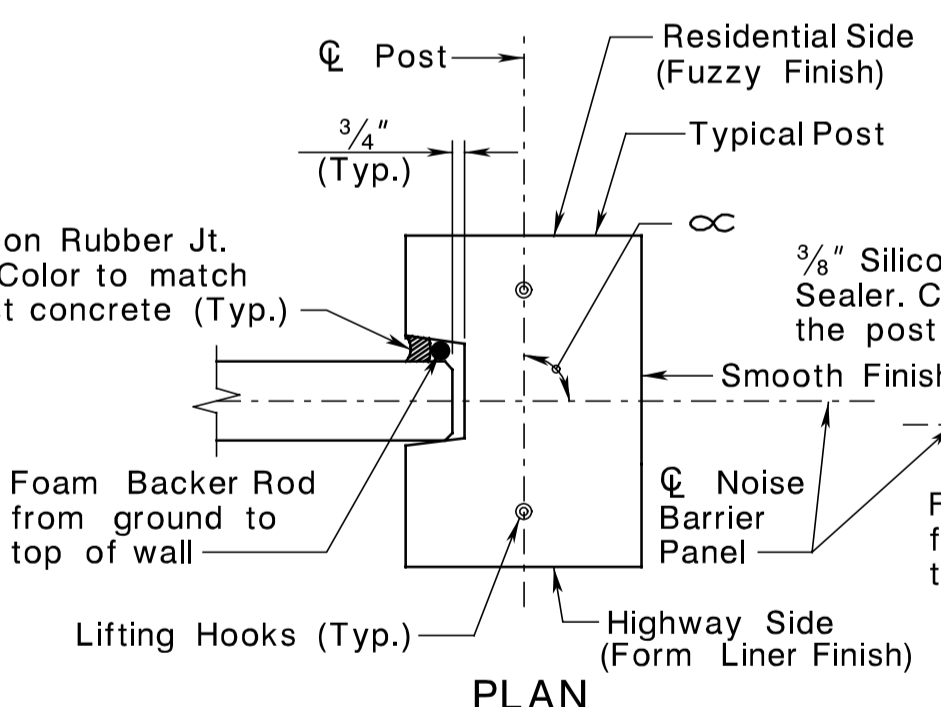 ℄ Post
Residential Side
(Fuzzy Finish)
3/4"
(Typ.)
Typical Post
∝
on Rubber Jt.
Color to match
t concrete (Typ.)
3/8" Silico
Sealer. C
the post
Smooth Finish
Foam Backer Rod
from ground to
top of wall
℄ Noise
Barrier
Panel
F
f
t
Lifting Hooks (Typ.)
Highway Side
(Form Liner Finish)
PLAN